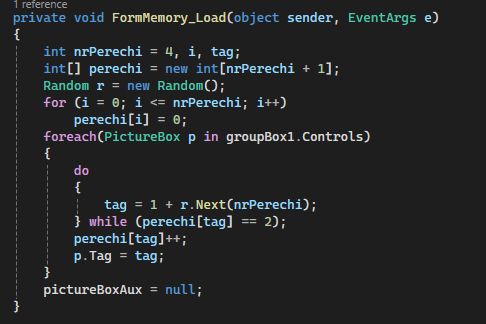 1 reference
private void FormMemory_Load(object sender, EventArgs e)
{
    int nrPerechi = 4, i, tag;
    int[] perechi = new int[nrPerechi + 1];
    Random r = new Random();
    for (i = 0; i <= nrPerechi; i++)
        perechi[i] = 0;
    foreach(PictureBox p in groupBox1.Controls)
    {
        do
        {
            tag = 1 + r.Next(nrPerechi);
        } while (perechi[tag] == 2);
        perechi[tag]++;
        p.Tag = tag;
    }
    pictureBoxAux = null;
}